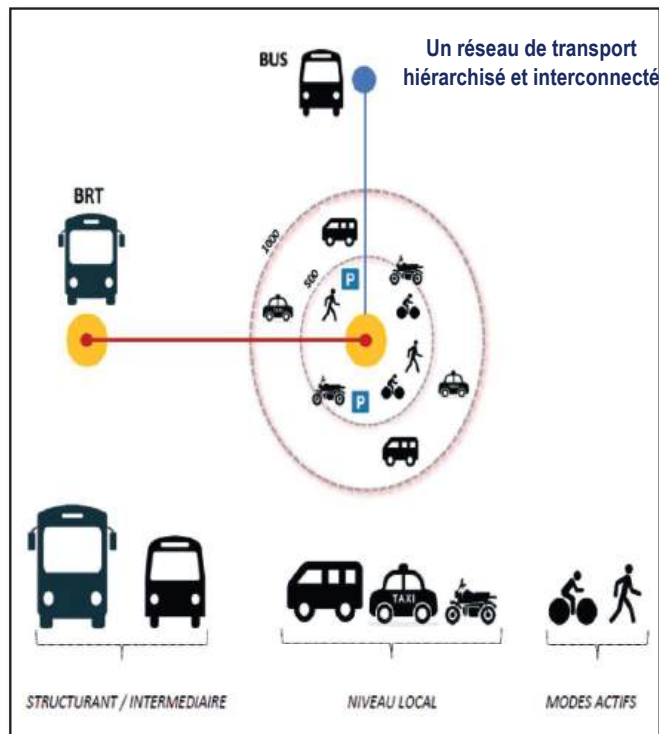 Un réseau de transport
hiérarchisé et interconnecté
BUS
BRT
1000
500
P
P
TAXI
STRUCTURANT / INTERMEDIAIRE
NIVEAU LOCAL
MODES ACTIFS